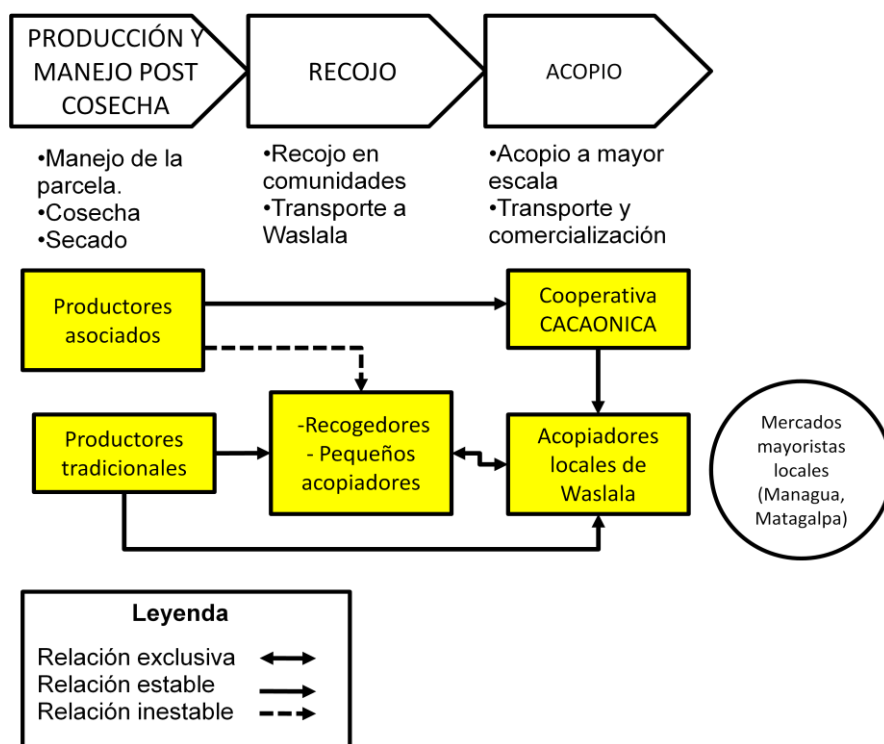 PRODUCCIÓN Y
MANEJO POST
COSECHA
RECOJO
ACOPIO
•Manejo de la
parcela.
•Cosecha
•Secado
•Recojo en
comunidades
•Transporte a
Waslala
•Acopio a mayor
escala
•Transporte y
comercialización
Productores
asociados
Cooperativa
CACAONICA
Productores
tradicionales
-Recogedores
- Pequeños
acopiadores
Acopiadores
locales de
Waslala
Mercados
mayoristas
locales
(Managua,
Matagalpa)
Leyenda
Relación exclusiva
Relación estable
Relación inestable